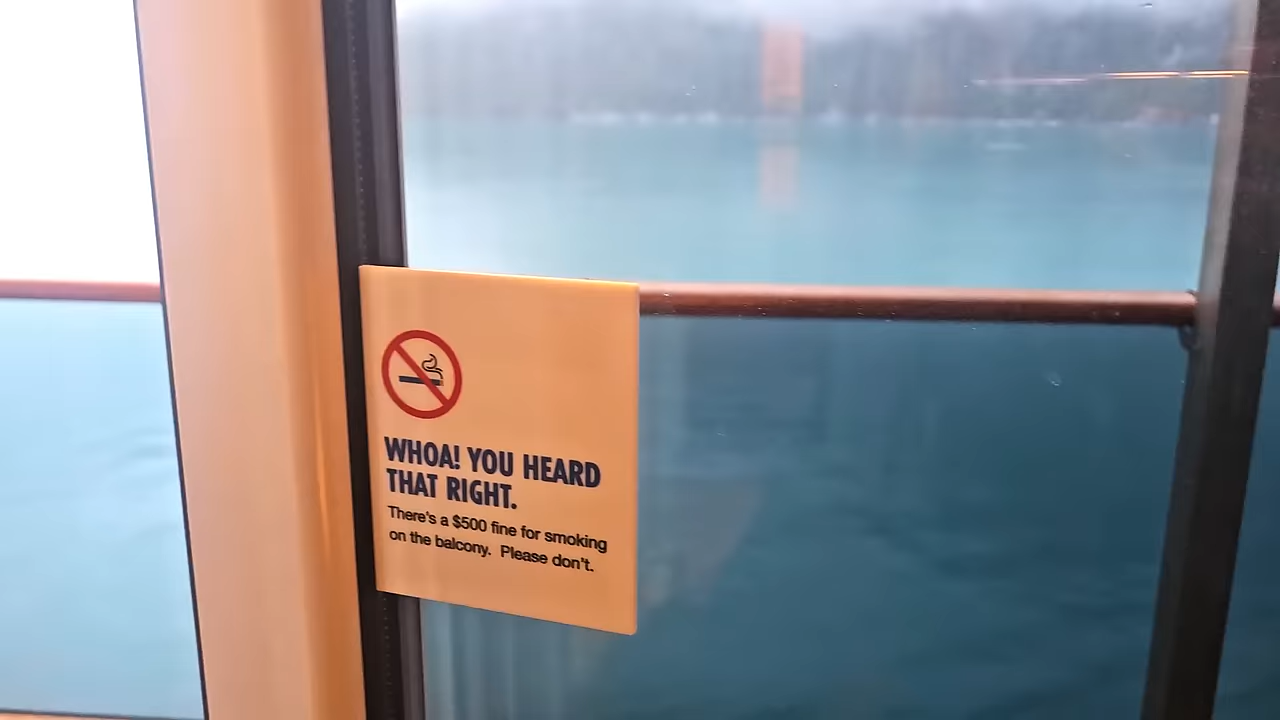 WHOA! YOU HEARD
THAT RIGHT.
There's a $500 fine for smoking
on the balcony.  Please don't.